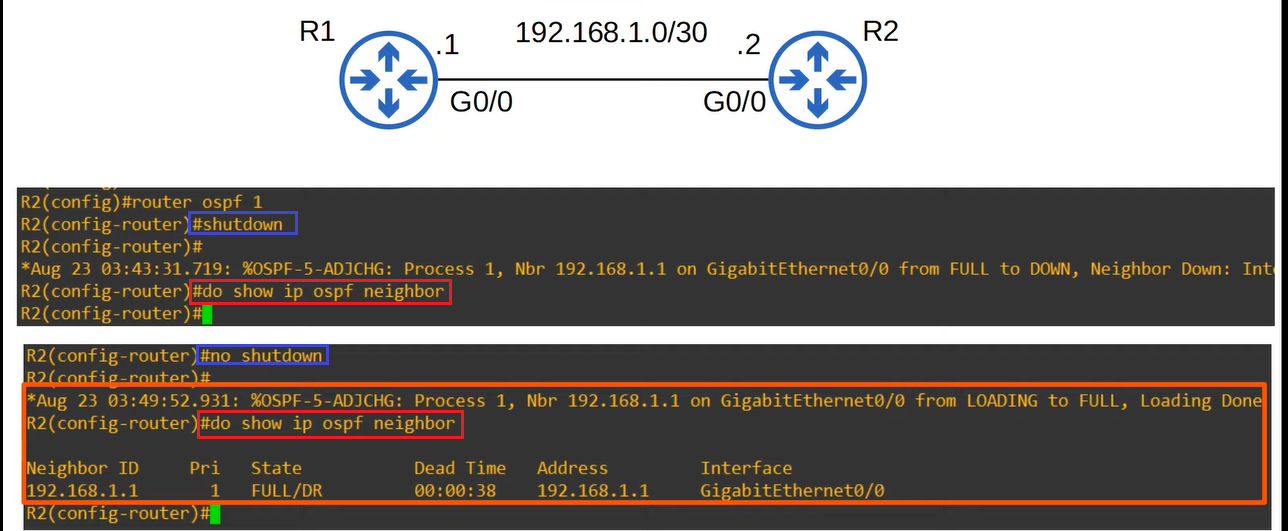 R1 192.168.1.0/30 R2
.1 .2
G0/0 G0/0
R2(config)#router ospf 1
R2(config-router)#shutdown
R2(config-router)#
*Aug 23 03:43:31.719: %OSPF-5-ADJCHG: Process 1, Nbr 192.168.1.1 on GigabitEthernet0/0 from FULL to DOWN, Neighbor Down: Inte
R2(config-router)#do show ip ospf neighbor
R2(config-router)#
R2(config-router)#no shutdown
R2(config-router)#
*Aug 23 03:49:52.931: %OSPF-5-ADJCHG: Process 1, Nbr 192.168.1.1 on GigabitEthernet0/0 from LOADING to FULL, Loading Done
R2(config-router)#do show ip ospf neighbor
Neighbor ID Pri State Dead Time Address Interface
192.168.1.1 1 FULL/DR 00:00:38 192.168.1.1 GigabitEthernet0/0
R2(config-router)#